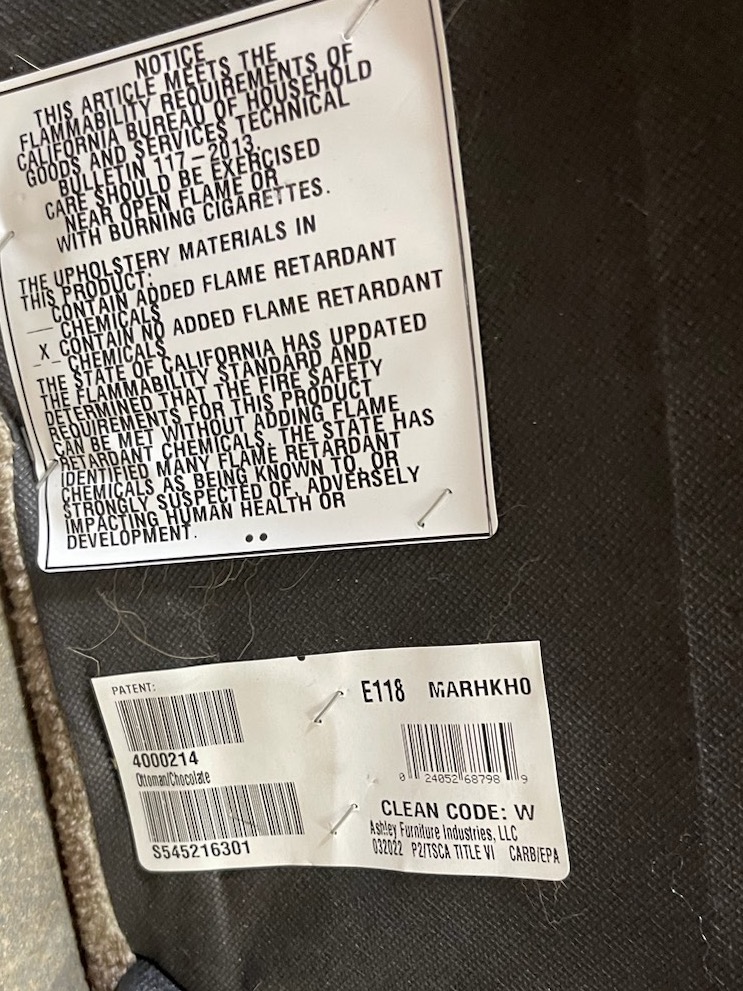 NOTICE
THIS ARTICLE MEETS THE
FLAMMABILITY REQUIREMENTS OF
CALIFORNIA BUREAU OF HOUSEHOLD
GOODS AND SERVICES TECHNICAL
BULLETIN 117-2013.
CARE SHOULD BE EXERCISED
NEAR OPEN FLAME OR
WITH BURNING CIGARETTES.
THE UPHOLSTERY MATERIALS IN
THIS PRODUCT:
__ CONTAIN ADDED FLAME RETARDANT
CHEMICALS
_X_ CONTAIN NO ADDED FLAME RETARDANT
CHEMICALS
THE STATE OF CALIFORNIA HAS UPDATED
THE FLAMMABILITY STANDARD AND
DETERMINED THAT THE FIRE SAFETY
REQUIREMENTS FOR THIS PRODUCT
CAN BE MET WITHOUT ADDING FLAME
RETARDANT CHEMICALS. THE STATE HAS
IDENTIFIED MANY FLAME RETARDANT
CHEMICALS AS BEING KNOWN TO, OR
STRONGLY SUSPECTED OF, ADVERSELY
IMPACTING HUMAN HEALTH OR
DEVELOPMENT.
PATENT:
4000214
Ottoman/Chocolate
S545216301
E118 MARHKHO
0 24052 68798 9
CLEAN CODE: W
Ashley Furniture Industries, LLC
032022 P2/TSCA TITLE VI CARB/EPA